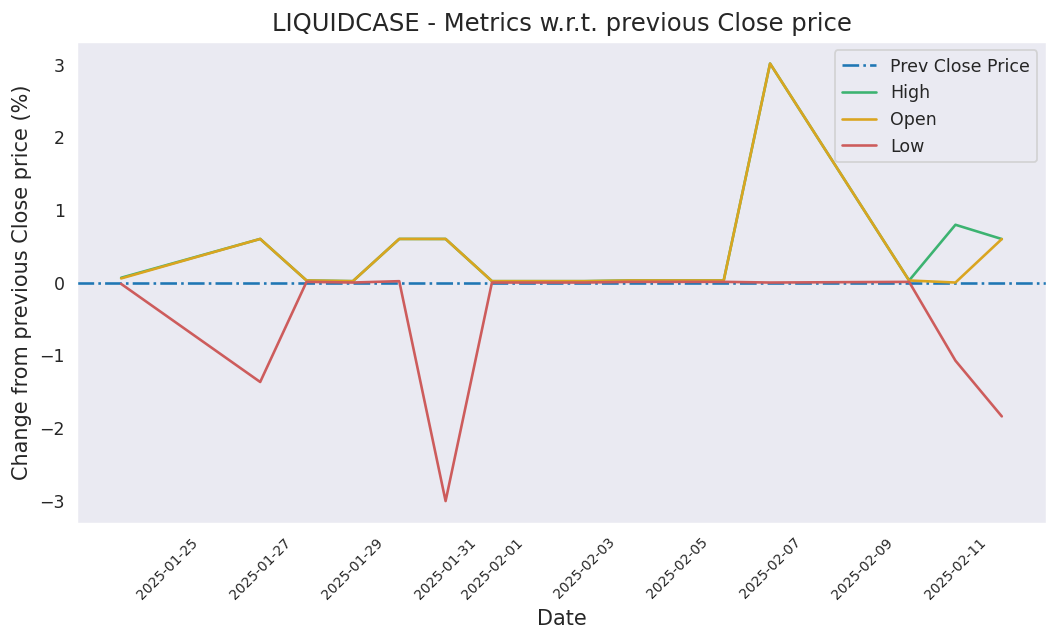 LIQUIDCASE - Metrics w.r.t. previous Close price
Change from previous Close price (%)
3
2
1
0
−1
−2
−3
Prev Close Price
High
Open
Low
2025-01-25
2025-01-27
2025-01-29
2025-01-31
2025-02-01
2025-02-03
2025-02-05
2025-02-07
2025-02-09
2025-02-11
Date